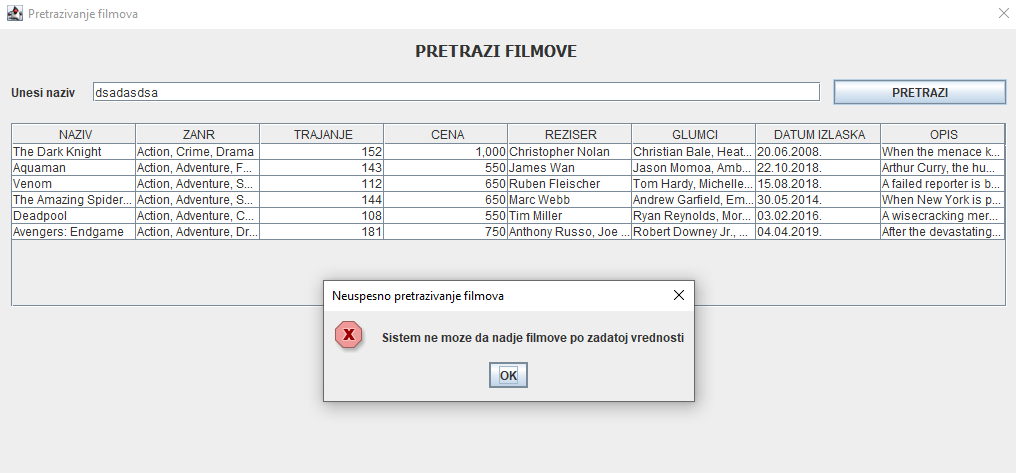 Pretrazivanje filmova
PRETRAZI FILMOVE
Unesi naziv dsadasdsa PRETRAZI
NAZIV ZANR TRAJANJE CENA REZISER GLUMCI DATUM IZLASKA OPIS
The Dark Knight Action, Crime, Drama 152 1,000 Christopher Nolan Christian Bale, Heat... 20.06.2008. When the menace k...
Aquaman Action, Adventure, F... 143 550 James Wan Jason Momoa, Amb... 22.10.2018. Arthur Curry, the hu...
Venom Action, Adventure, S... 112 650 Ruben Fleischer Tom Hardy, Michelle... 15.08.2018. A failed reporter is b...
The Amazing Spider... Action, Adventure, S... 144 650 Marc Webb Andrew Garfield, Em... 30.05.2014. When New York is p...
Deadpool Action, Adventure, C... 108 550 Tim Miller Ryan Reynolds, Mor... 03.02.2016. A wisecracking mer...
Avengers: Endgame Action, Adventure, Dr... 181 750 Anthony Russo, Joe ... Robert Downey Jr., ... 04.04.2019. After the devastating...
Neuspesno pretrazivanje filmova
Sistem ne moze da nadje filmove po zadatoj vrednosti
OK